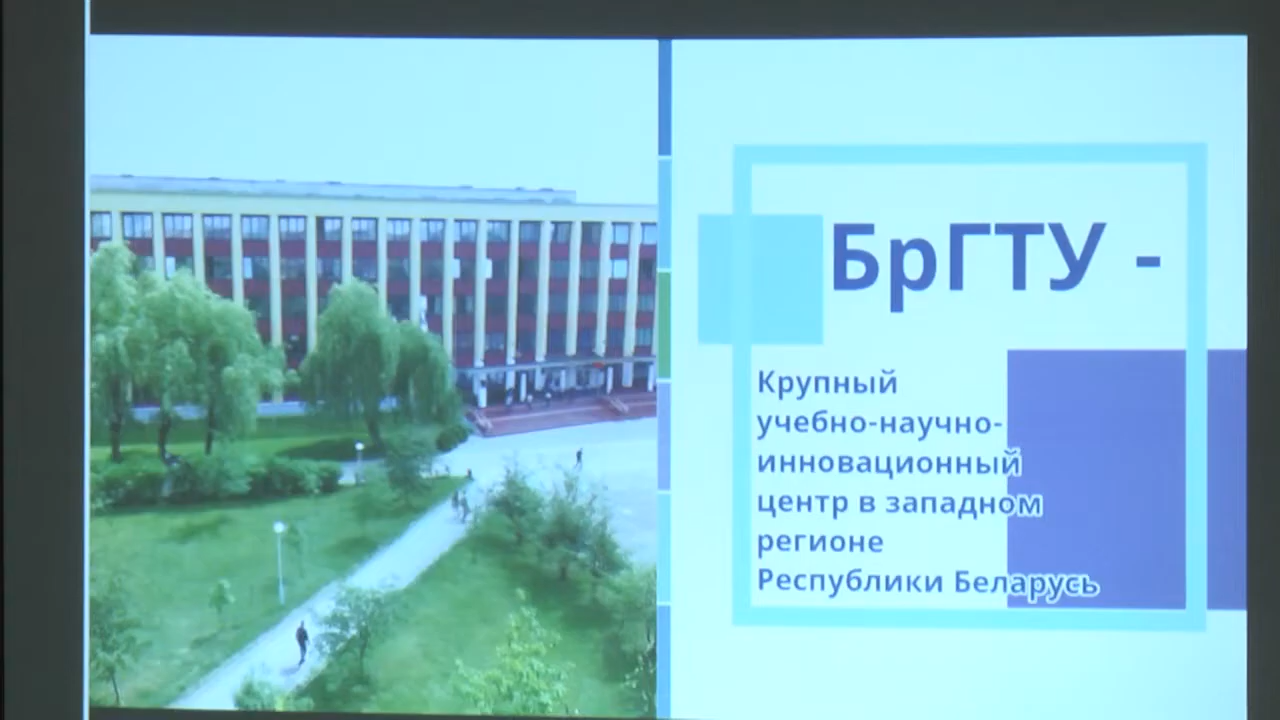 БрГТУ -
Крупный
учебно-научно-
инновационный
центр в западном
регионе
Республики Беларусь